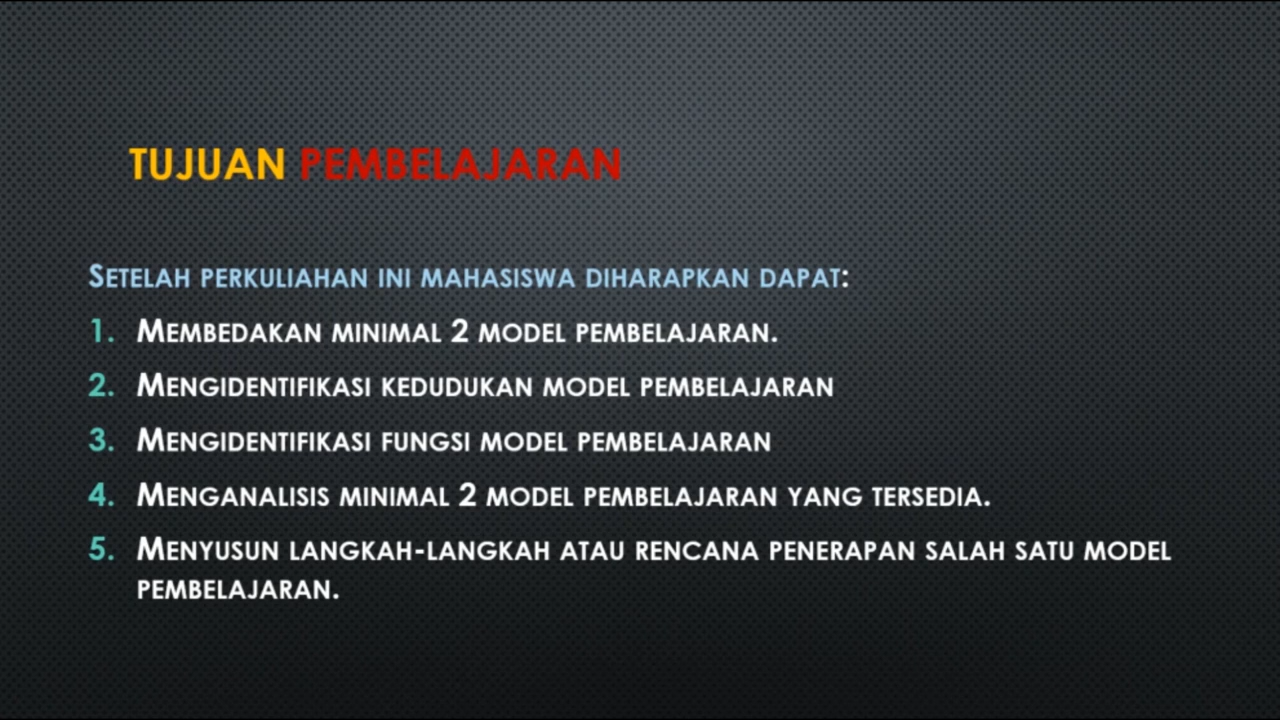 TUJUAN PEMBELAJARAN
SETELAH PERKULIAHAN INI MAHASISWA DIHARAPKAN DAPAT:
1. MEMBEDAKAN MINIMAL 2 MODEL PEMBELAJARAN.
2. MENGIDENTIFIKASI KEDUDUKAN MODEL PEMBELAJARAN
3. MENGIDENTIFIKASI FUNGSI MODEL PEMBELAJARAN
4. MENGANALISIS MINIMAL 2 MODEL PEMBELAJARAN YANG TERSEDIA.
5. MENYUSUN LANGKAH-LANGKAH ATAU RENCANA PENERAPAN SALAH SATU MODEL
PEMBELAJARAN.